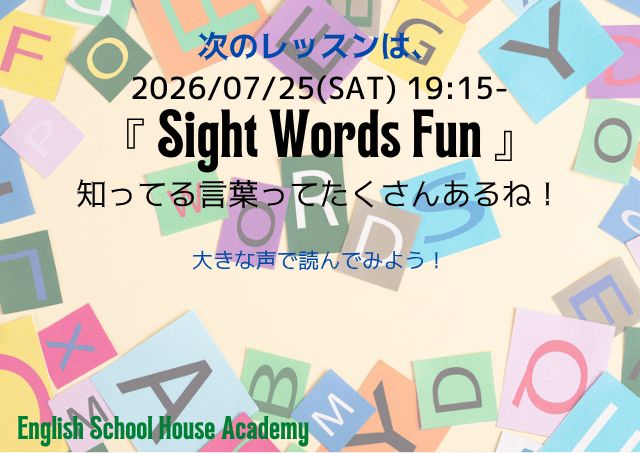 次のレッスンは、
2026/07/25(SAT) 19:15-
『 Sight Words Fun 』
知ってる言葉ってたくさんあるね！
WORDS
大きな声で読んでみよう！
English School House Academy